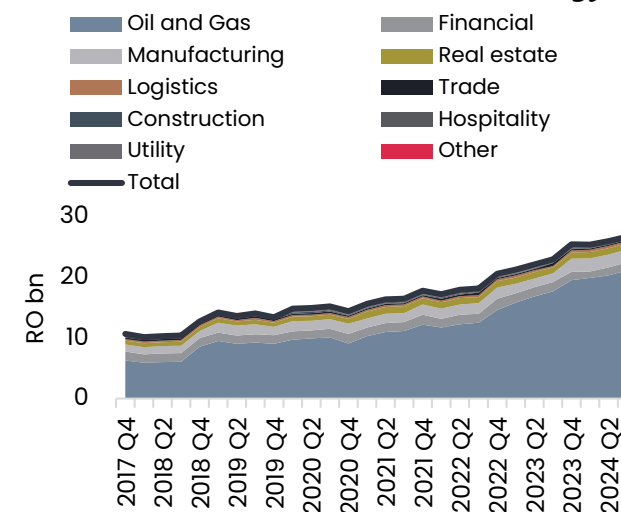 Oil and Gas
Financial
Manufacturing
Real estate
Logistics
Trade
Construction
Hospitality
Utility
Other
Total
RO bn
30
20
10
0
2017 Q4
2018 Q2
2018 Q4
2019 Q2
2019 Q4
2020 Q2
2020 Q4
2021 Q2
2021 Q4
2022 Q2
2022 Q4
2023 Q2
2023 Q4
2024 Q2